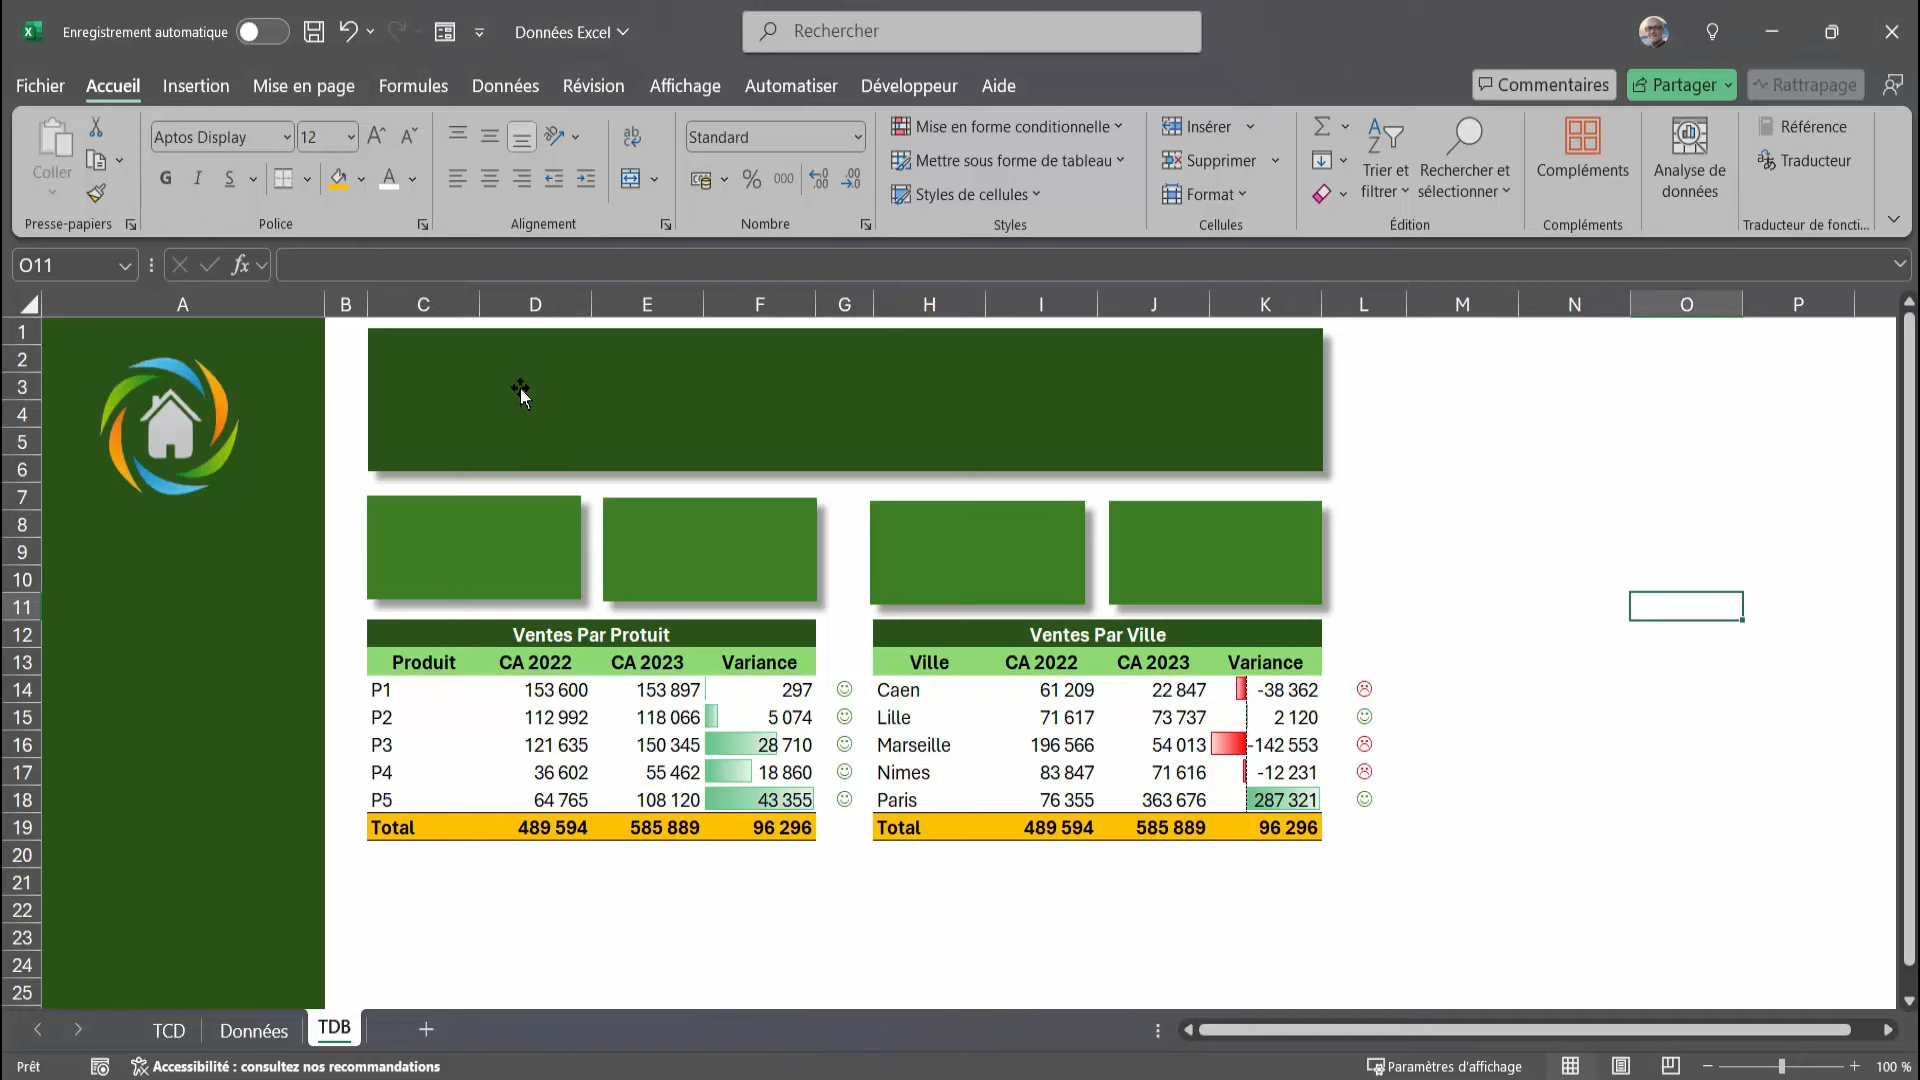 Enregistrement automatique
Données Excel
Rechercher
Fichier Accueil Insertion Mise en page Formules Données Révision Affichage Automatiser Développeur Aide
Commentaires Partager Rattrapage
Coller
Presse-papiers
Aptos Display 12
G I S A
Police
Alignement
Standard
% 000
Nombre
Mise en forme conditionnelle
Mettre sous forme de tableau
Styles de cellules
Styles
Insérer
Supprimer
Format
Cellules
Trier et filtrer
Rechercher et sélectionner
Édition
Compléments
Compléments
Analyse de données
Référence
Traducteur
Traducteur de foncti...
O11
fx
A B C D E F G H I J K L M N O P
1
2
3
4
5
6
7
8
9
10
11
12 Ventes Par Protuit Ventes Par Ville
13 Produit CA 2022 CA 2023 Variance Ville CA 2022 CA 2023 Variance
14 P1 153 600 153 897 297 Caen 61 209 22 847 -38 362
15 P2 112 992 118 066 5 074 Lille 71 617 73 737 2 120
16 P3 121 635 150 345 28 710 Marseille 196 566 54 013 -142 553
17 P4 36 602 55 462 18 860 Nimes 83 847 71 616 -12 231
18 P5 64 765 108 120 43 355 Paris 76 355 363 676 287 321
19 Total 489 594 585 889 96 296 Total 489 594 585 889 96 296
20
21
22
23
24
25
TCD Données TDB
Prêt
Accessibilité : consultez nos recommandations
Paramètres d'affichage
100 %